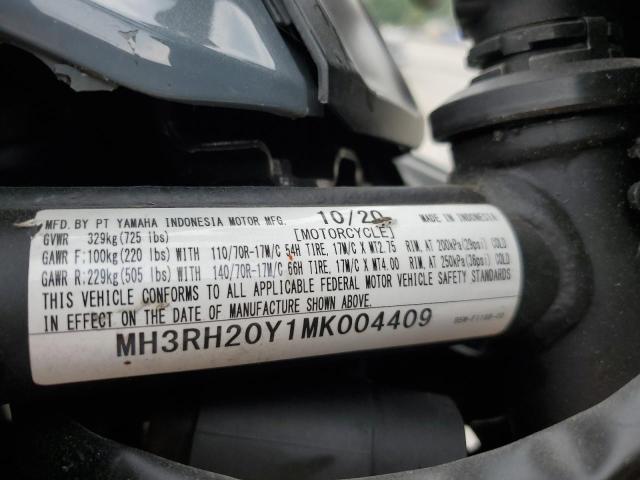 MFD. BY PT YAMAHA INDONESIA MOTOR MFG. 10/20 MADE IN INDONESIA
GVWR 329kg(725 lbs) [MOTORCYCLE]
GAWR F:100kg(220 lbs) WITH 110/70R-17M/C 54H TIRE, 17M/C X MT2.75 RIM, AT 200kPa(29psi) COLD
GAWR R:229kg(505 lbs) WITH 140/70R-17M/C 66H TIRE, 17M/C X MT4.00 RIM, AT 250kPa(36psi) COLD
THIS VEHICLE CONFORMS TO ALL APPLICABLE FEDERAL MOTOR VEHICLE SAFETY STANDARDS
IN EFFECT ON THE DATE OF MANUFACTURE SHOWN ABOVE.
MH3RH20Y1MK004409